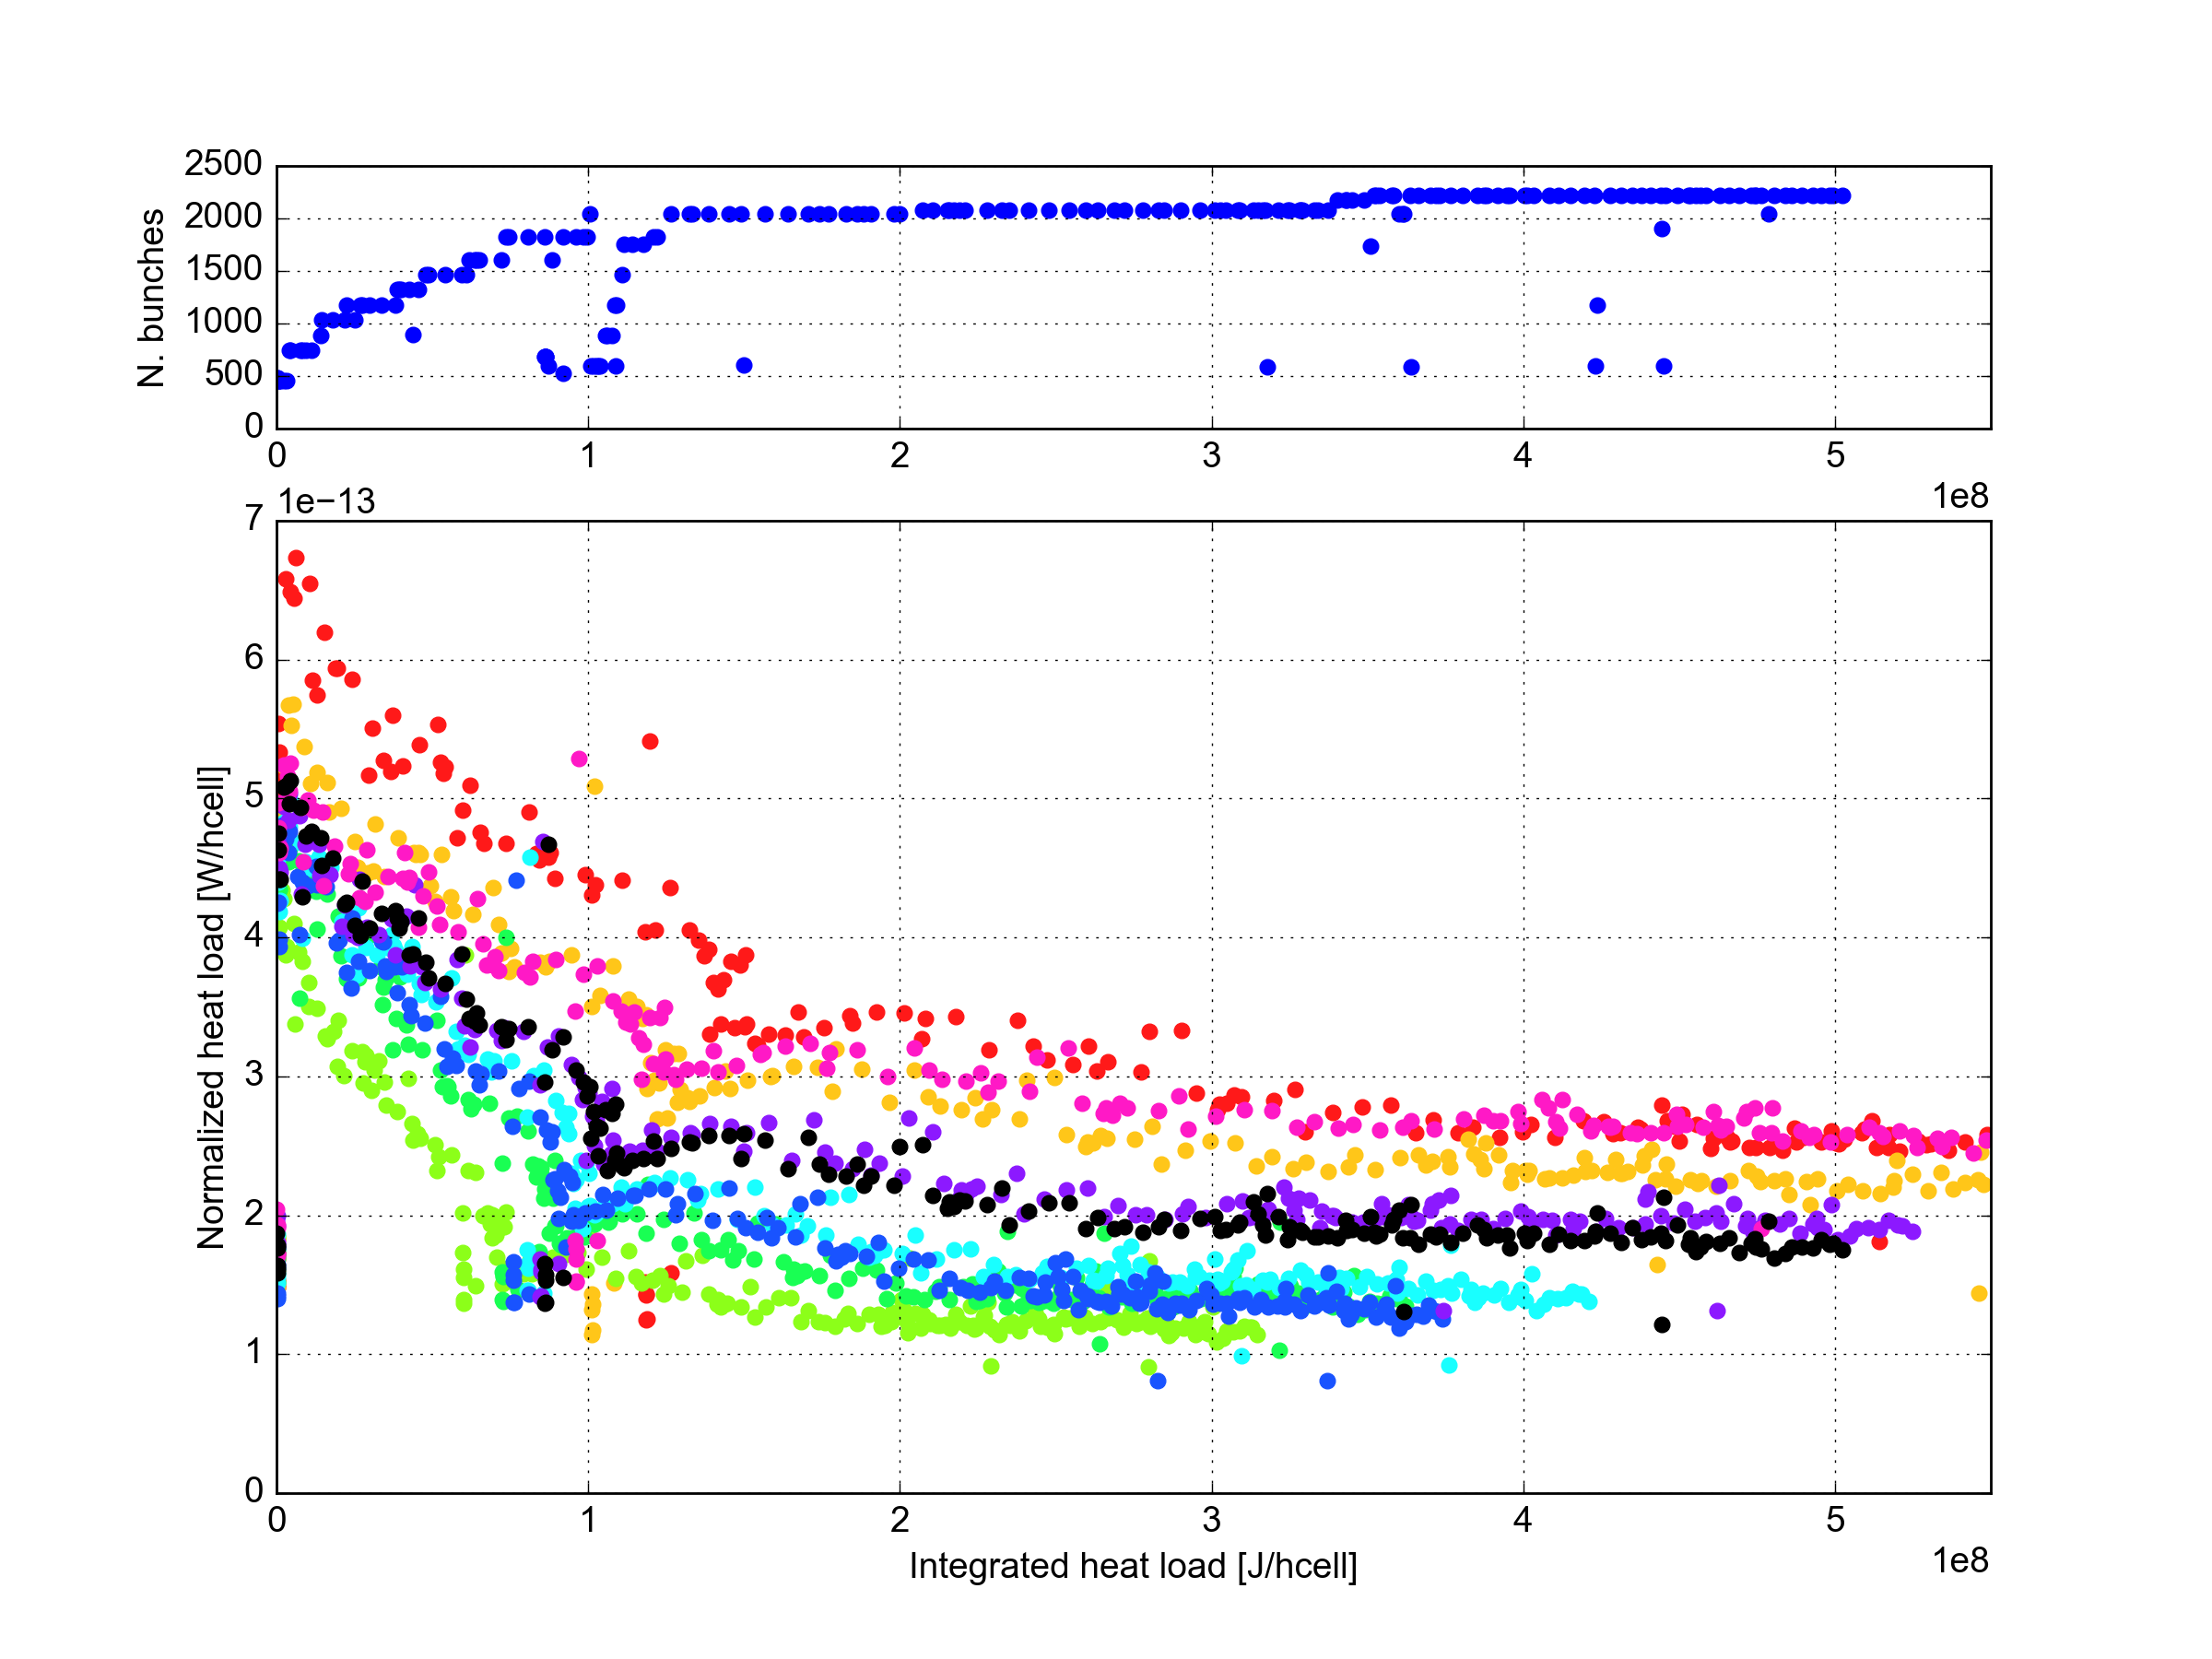 2500
2000
1500
1000
500
0
N. bunches
0 1 2 3 4 5
1e8
1e−13
7
6
5
4
3
2
1
0
Normalized heat load [W/hcell]
0 1 2 3 4 5
Integrated heat load [J/hcell]
1e8